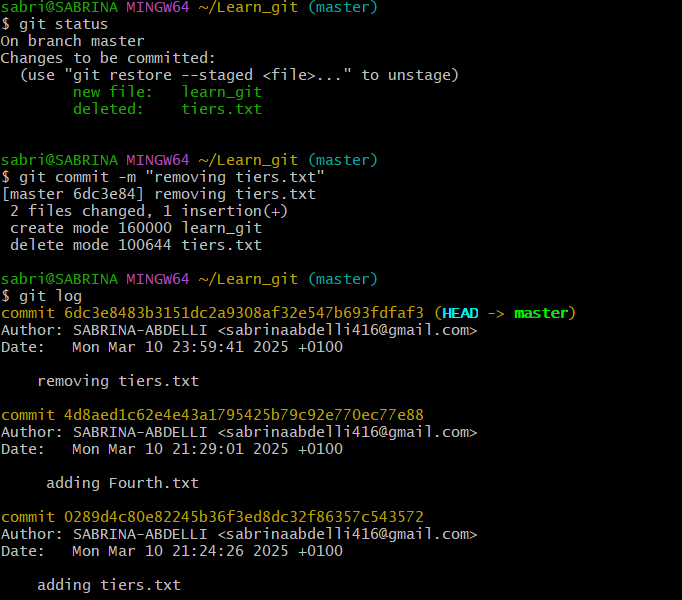 sabri@SABRINA MINGW64 ~/Learn_git (master)
$ git status
On branch master
Changes to be committed:
  (use "git restore --staged <file>..." to unstage)
        new file:   learn_git
        deleted:    tiers.txt

sabri@SABRINA MINGW64 ~/Learn_git (master)
$ git commit -m "removing tiers.txt"
[master 6dc3e84] removing tiers.txt
 2 files changed, 1 insertion(+)
 create mode 160000 learn_git
 delete mode 100644 tiers.txt

sabri@SABRINA MINGW64 ~/Learn_git (master)
$ git log
commit 6dc3e8483b3151dc2a9308af32e547b693fdfaf3 (HEAD -> master)
Author: SABRINA-ABDELLI <sabrinaabdelli416@gmail.com>
Date:   Mon Mar 10 23:59:41 2025 +0100

    removing tiers.txt

commit 4d8aed1c62e4e43a1795425b79c92e770ec77e88
Author: SABRINA-ABDELLI <sabrinaabdelli416@gmail.com>
Date:   Mon Mar 10 21:29:01 2025 +0100

     adding Fourth.txt

commit 0289d4c80e82245b36f3ed8dc32f86357c543572
Author: SABRINA-ABDELLI <sabrinaabdelli416@gmail.com>
Date:   Mon Mar 10 21:24:26 2025 +0100

    adding tiers.txt